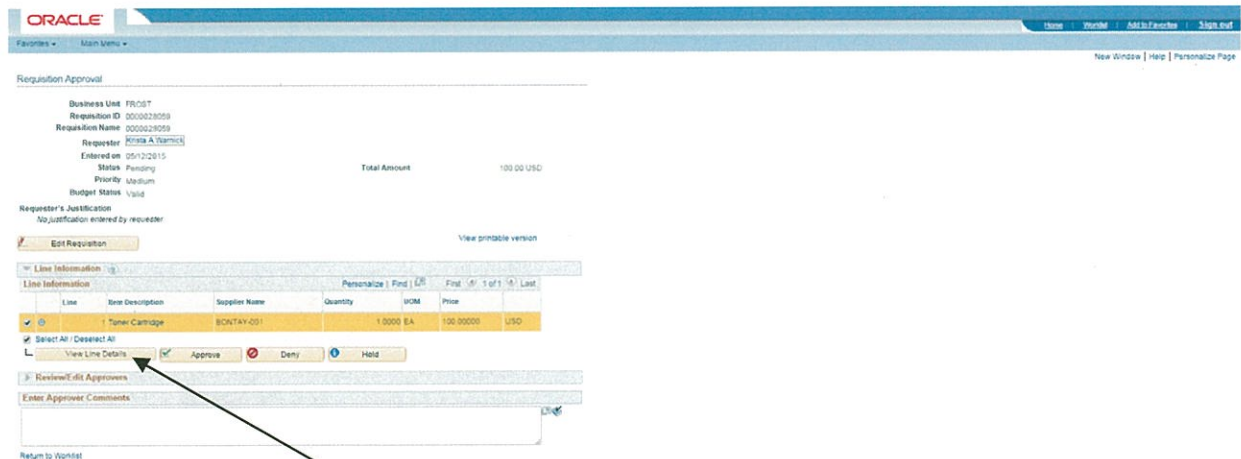 ORACLE
Home | Worklist | Add to Favorites | Sign out
Favorites Main Menu
New Window | Help | Personalize Page
Requisition Approval
Business Unit FROST
Requisition ID 0000028059
Requisition Name 0000028059
Requester Krista A Warnick
Entered on 05/12/2015
Status Pending Total Amount 100.00 USD
Priority Medium
Budget Status Valid
Requester's Justification
No justification entered by requester
Edit Requisition View printable version
Line Information
Line Information Personalize | Find | First 1 of 1 Last
Line Item Description Supplier Name Quantity UOM Price
1 Toner Cartridge BONTAY-001 1.0000 EA 100.00000 USD
Select All / Deselect All
View Line Details Approve Deny Hold
Review/Edit Approvers
Enter Approver Comments
Return to Worklist